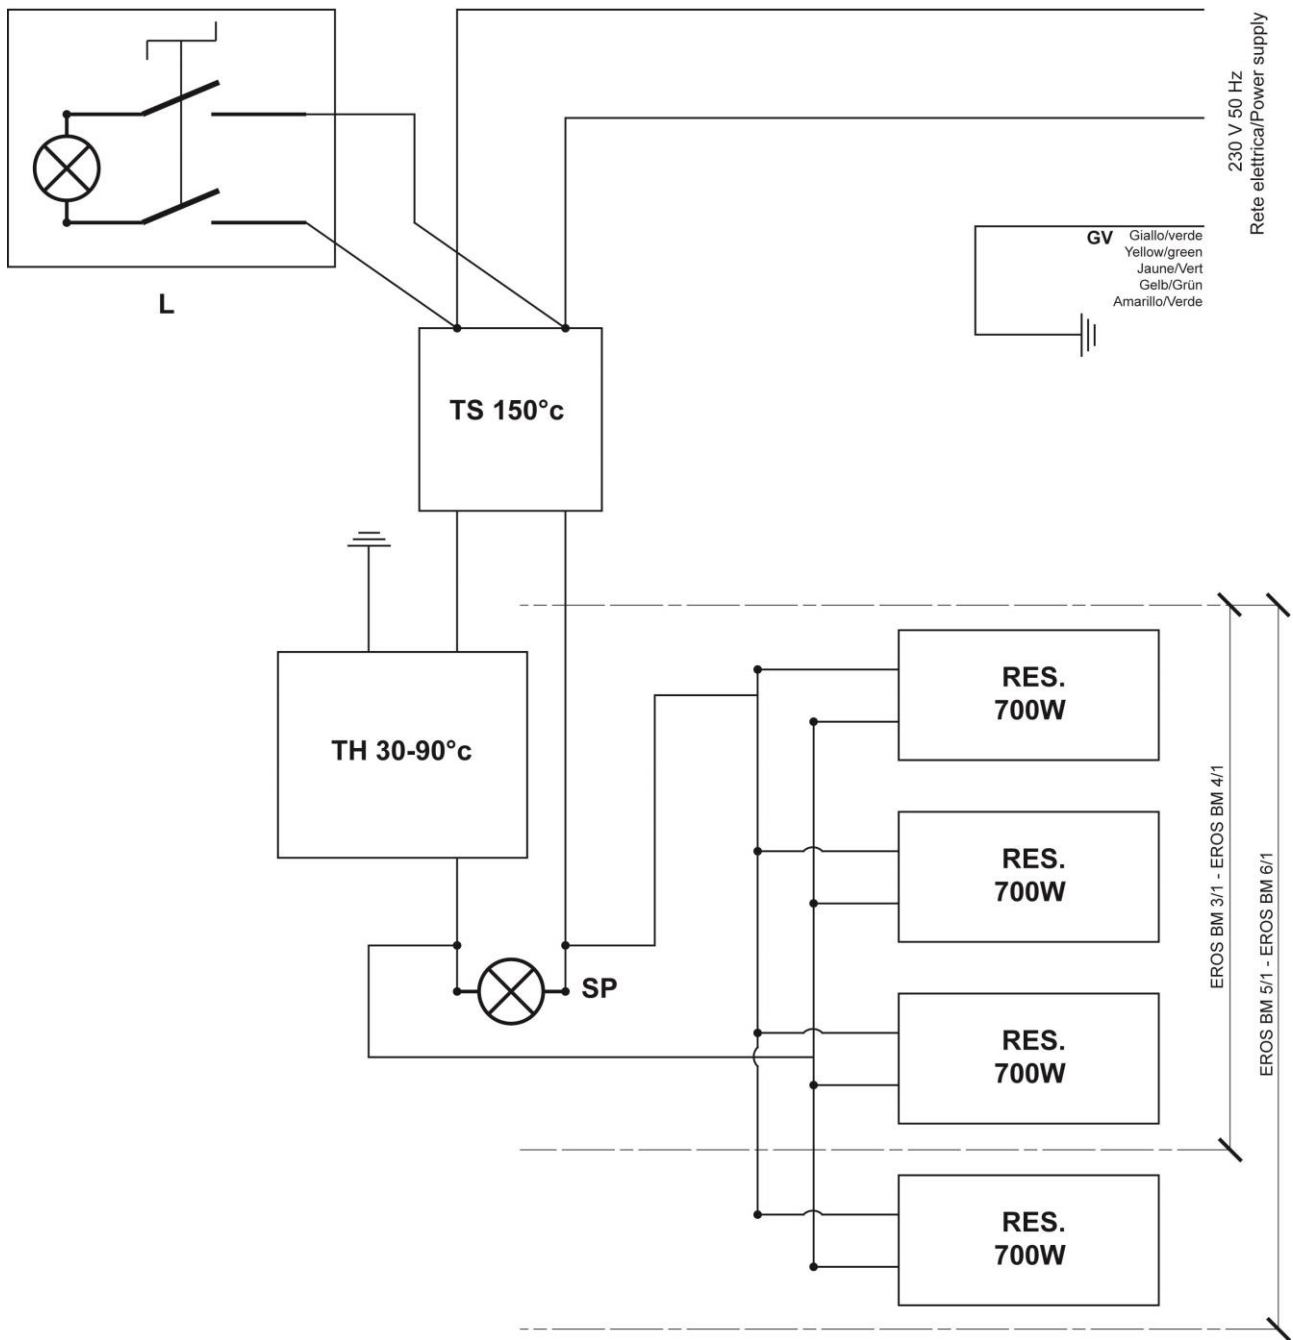 230 V 50 Hz
Rete elettrica/Power supply
GV Giallo/verde
Yellow/green
Jaune/Vert
Gelb/Grün
Amarillo/Verde
L
TS 150°c
TH 30-90°c
SP
RES.
700W
RES.
700W
RES.
700W
RES.
700W
EROS BM 3/1 - EROS BM 4/1
EROS BM 5/1 - EROS BM 6/1